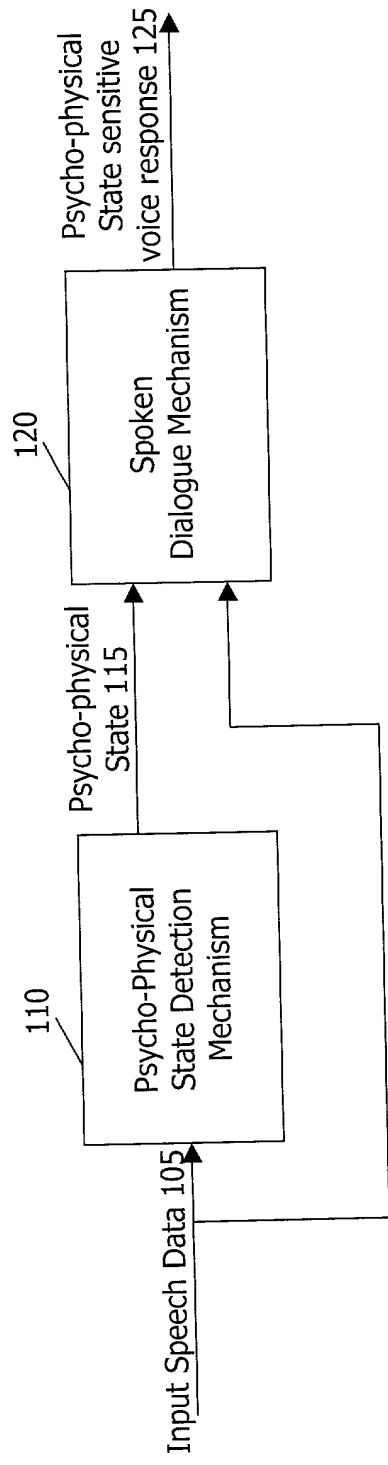 Input Speech Data 105
110
Psycho-Physical
State Detection
Mechanism
Psycho-physical
State 115
120
Spoken
Dialogue Mechanism
Psycho-physical
State sensitive
voice response 125